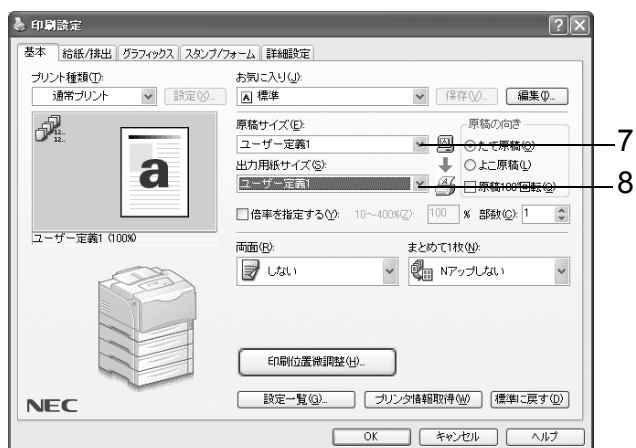 印刷設定
基本 給紙/排出 グラフィックス スタンプ/フォーム 詳細設定
プリント種類(T):
通常プリント 設定(X)...
お気に入り(J):
標準 保存(V)... 編集(I)...
12..
12..
a
ユーザー定義1 (100%)
原稿サイズ(E):
ユーザー定義1
7
出力用紙サイズ(S):
ユーザー定義1
8
原稿の向き
たて原稿(O)
よこ原稿(L)
原稿180°回転(9)
倍率を指定する(Y): 10~400%(Z): 100 % 部数(C): 1
両面(R):
しない
まとめて1枚(N):
Nアップしない
印刷位置微調整(H)...
NEC
設定一覧(G)... プリンタ情報取得(W) 標準に戻す(D)
OK キャンセル ヘルプ